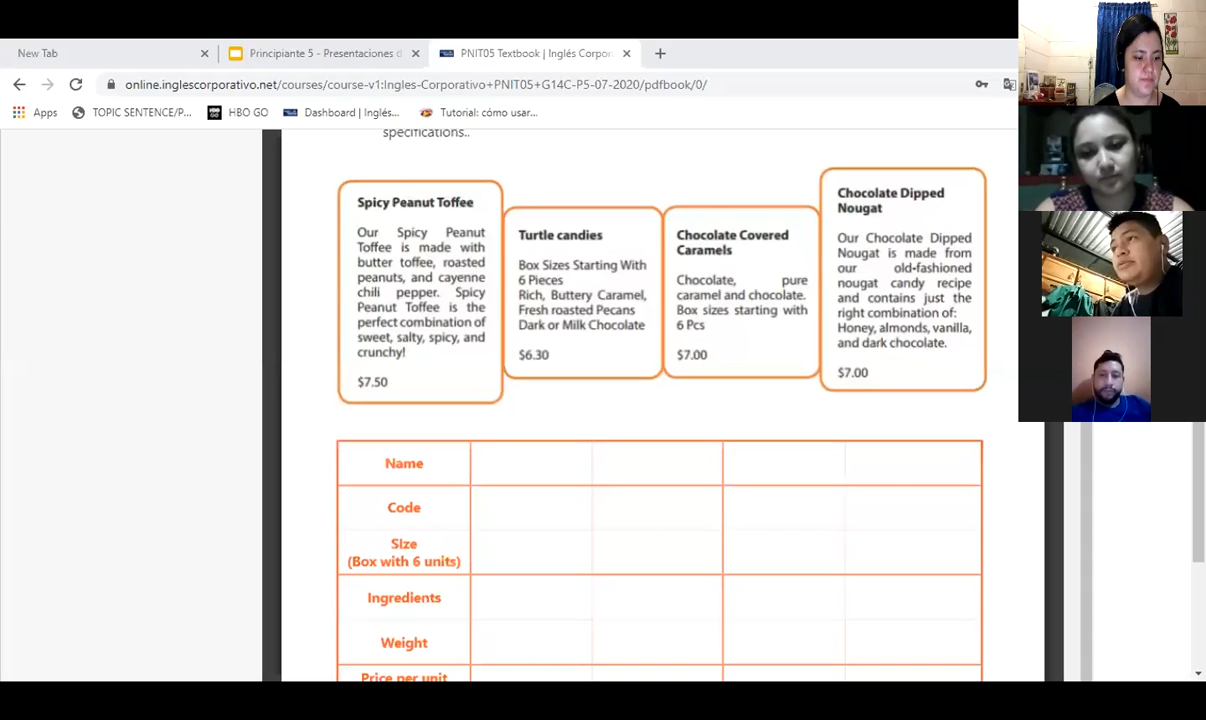 New Tab
Principiante 5 - Presentaciones d
PNIT05 Textbook | Inglés Corpor
online.inglescorporativo.net/courses/course-v1:Ingles-Corporativo+PNIT05+G14C-P5-07-2020/pdfbook/0/
Apps
TOPIC SENTENCE/P...
HBO GO
Dashboard | Inglés...
Tutorial: cómo usar...
specifications..
Spicy Peanut Toffee
Our Spicy Peanut
Toffee is made with
butter toffee, roasted
peanuts, and cayenne
chili pepper. Spicy
Peanut Toffee is the
perfect combination of
sweet, salty, spicy, and
crunchy!
$7.50
Turtle candies
Box Sizes Starting With
6 Pieces
Rich, Buttery Caramel,
Fresh roasted Pecans
Dark or Milk Chocolate
$6.30
Chocolate Covered
Caramels
Chocolate, pure
caramel and chocolate.
Box sizes starting with
6 Pcs
$7.00
Chocolate Dipped
Nougat
Our Chocolate Dipped
Nougat is made from
our old-fashioned
nougat candy recipe
and contains just the
right combination of:
Honey, almonds, vanilla,
and dark chocolate.
$7.00
Name
Code
SIze
(Box with 6 units)
Ingredients
Weight
Price per unit